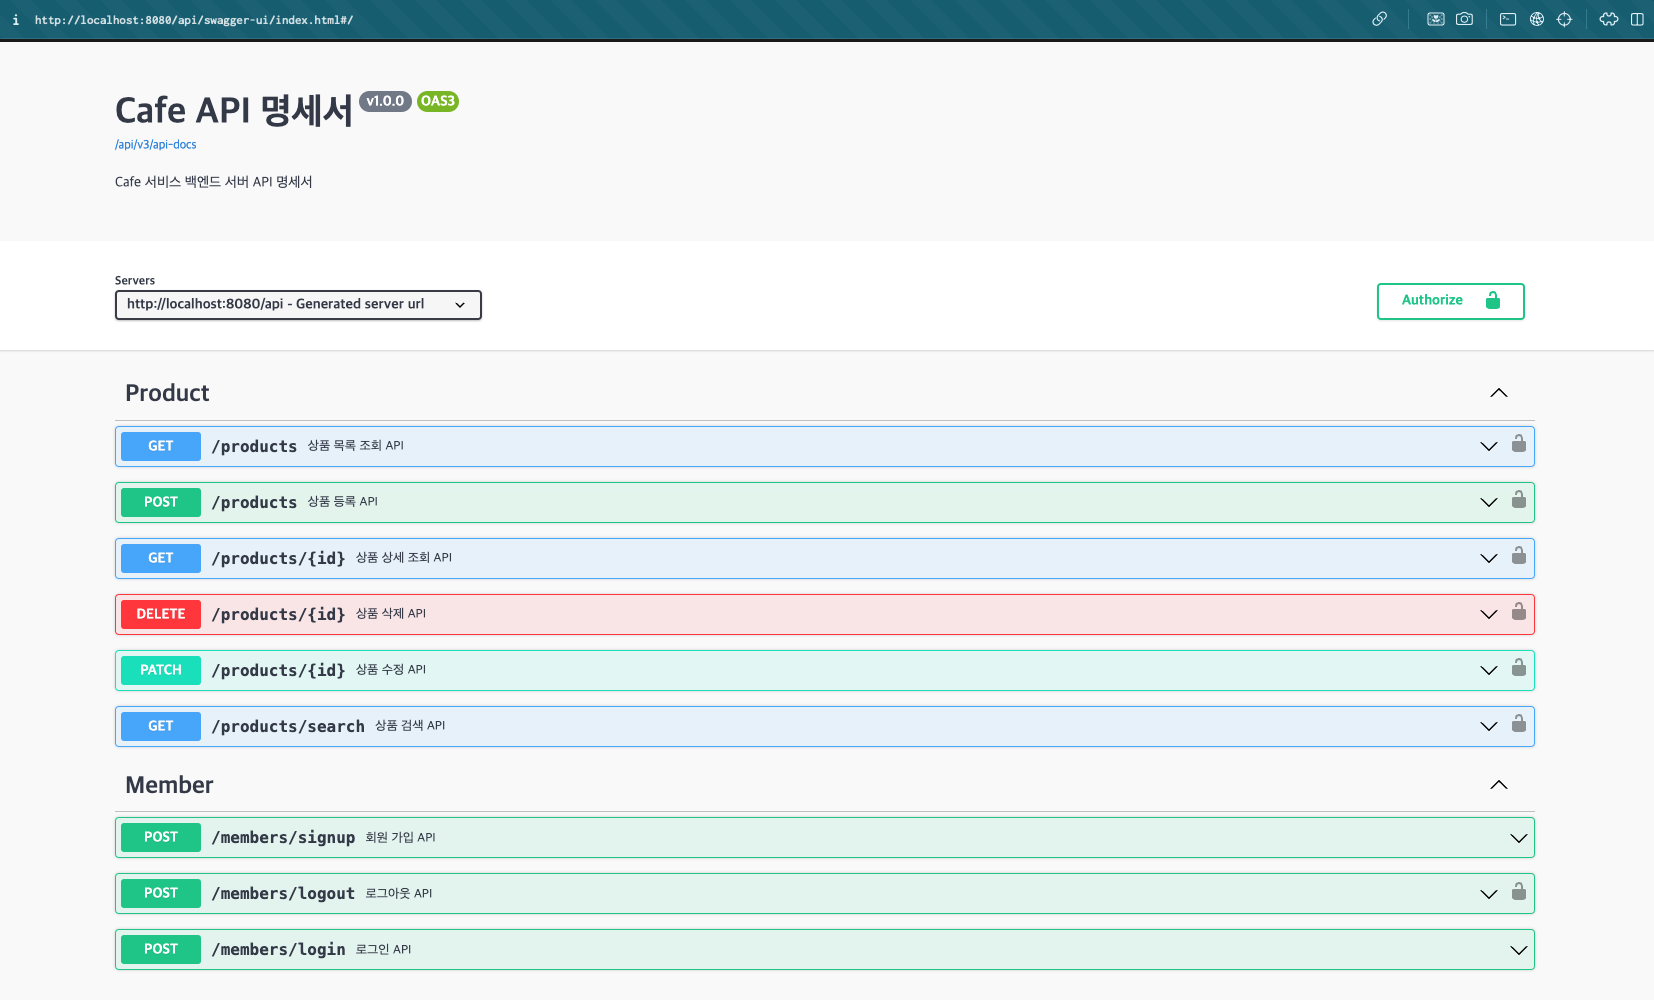 i http://localhost:8080/api/swagger-ui/index.html#/
Cafe API 명세서 v1.0.0 OAS3
/api/v3/api-docs
Cafe 서비스 백엔드 서버 API 명세서
Servers
http://localhost:8080/api - Generated server url
Authorize
Product
GET /products 상품 목록 조회 API
POST /products 상품 등록 API
GET /products/{id} 상품 상세 조회 API
DELETE /products/{id} 상품 삭제 API
PATCH /products/{id} 상품 수정 API
GET /products/search 상품 검색 API
Member
POST /members/signup 회원 가입 API
POST /members/logout 로그아웃 API
POST /members/login 로그인 API